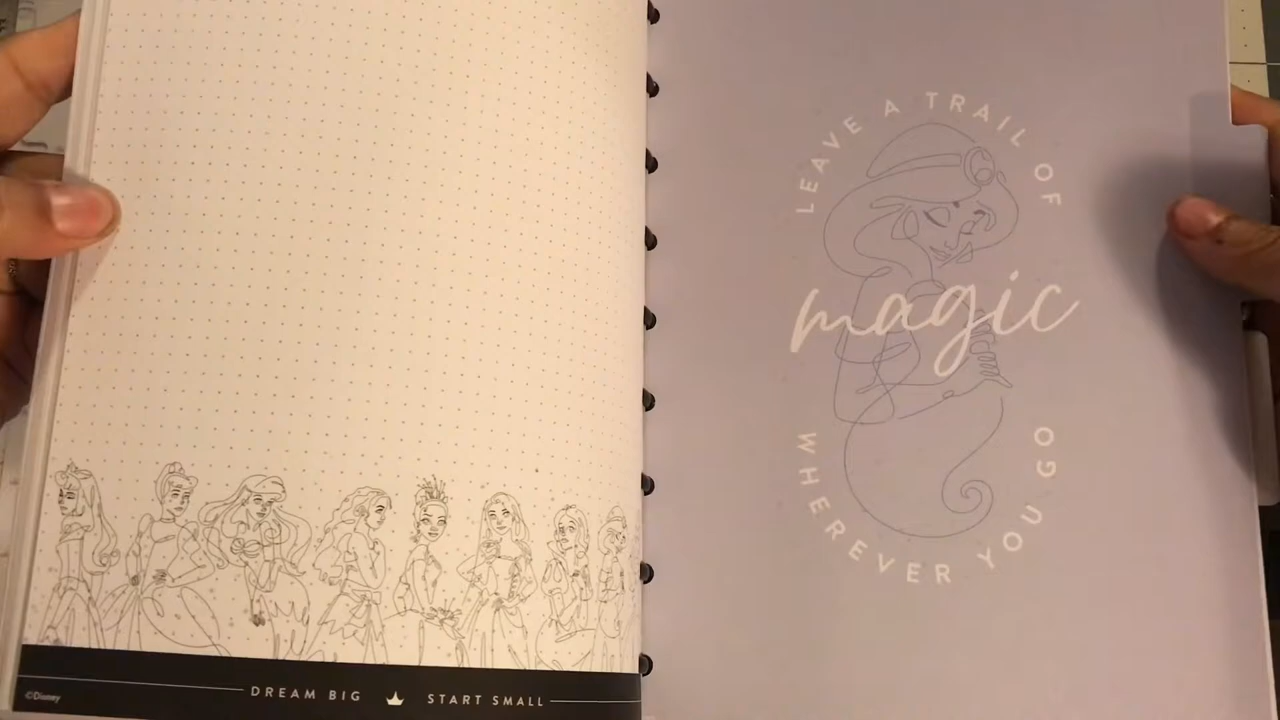 ©Disney
DREAM BIG START SMALL
LEAVE A TRAIL OF
magic
WHEREVER YOU GO